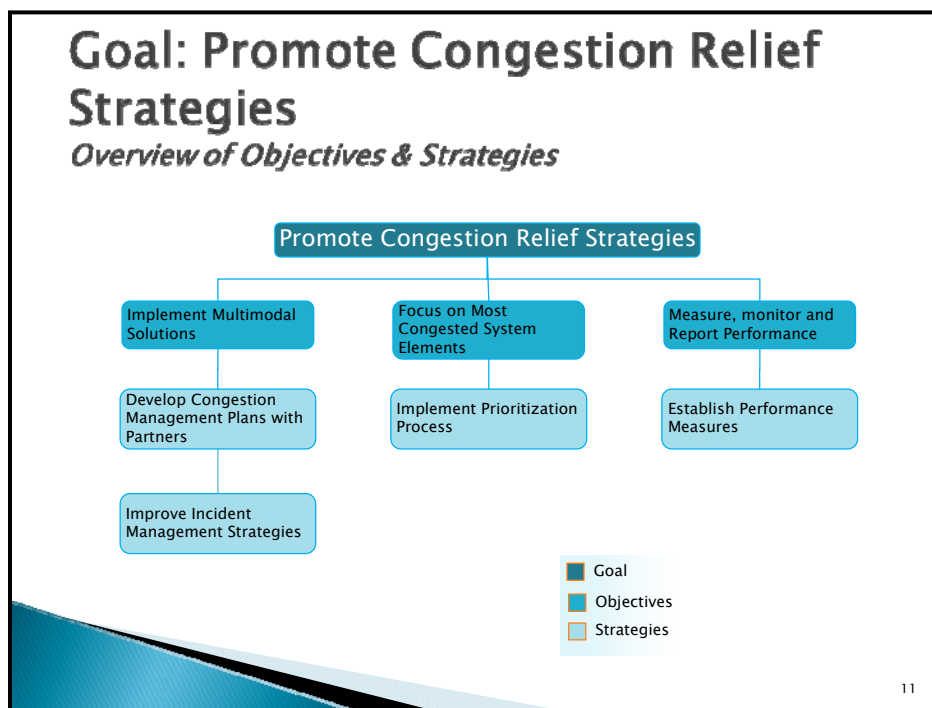 Goal: Promote Congestion Relief
Strategies
Overview of Objectives & Strategies
Promote Congestion Relief Strategies
Implement Multimodal
Solutions
Focus on Most
Congested System
Elements
Measure, monitor and
Report Performance
Develop Congestion
Management Plans with
Partners
Implement Prioritization
Process
Establish Performance
Measures
Improve Incident
Management Strategies
Goal
Objectives
Strategies
11